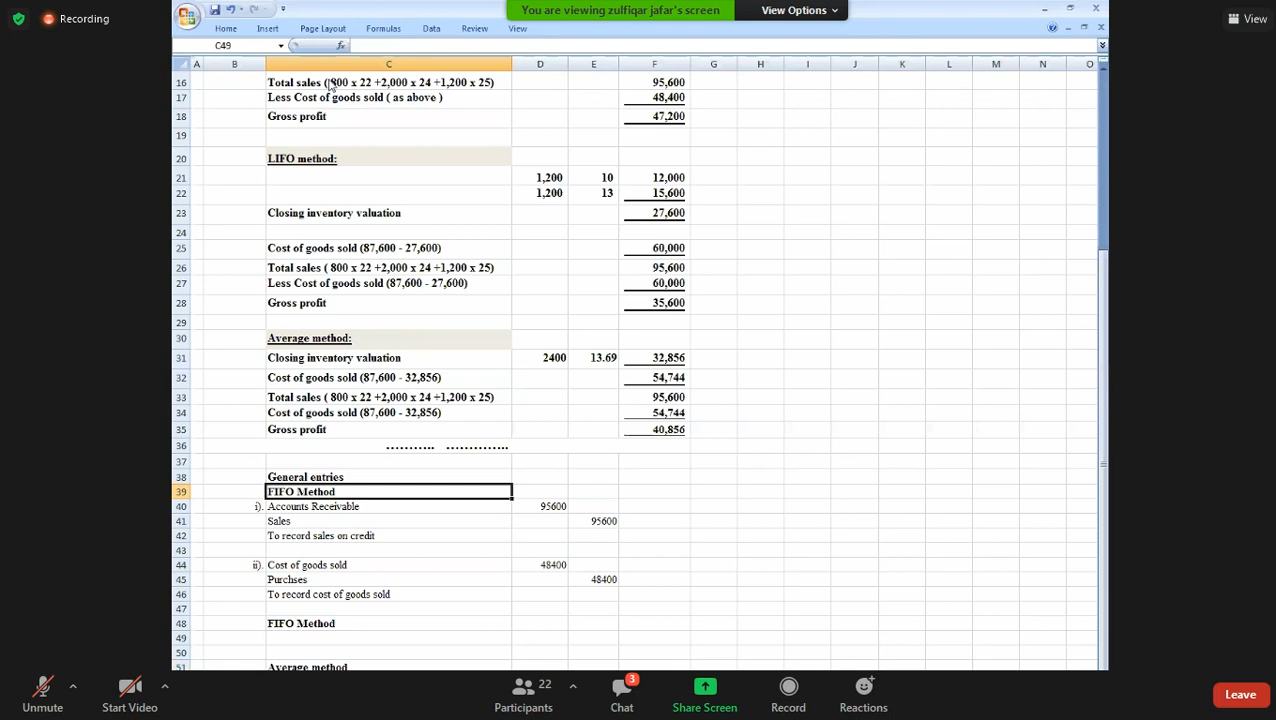 Recording
You are viewing zulfiqar jafar's screen
View Options
View
Home Insert Page Layout Formulas Data Review View
C49
fx
A B C D E F G H I J K L M N O
16 Total sales ( 800 x 22 +2,000 x 24 +1,200 x 25) 95,600
17 Less Cost of goods sold ( as above ) 48,400
18 Gross profit 47,200
19
20 LIFO method:
21 1,200 10 12,000
22 1,200 13 15,600
23 Closing inventory valuation 27,600
24
25 Cost of goods sold (87,600 - 27,600) 60,000
26 Total sales ( 800 x 22 +2,000 x 24 +1,200 x 25) 95,600
27 Less Cost of goods sold (87,600 - 27,600) 60,000
28 Gross profit 35,600
29
30 Average method:
31 Closing inventory valuation 2400 13.69 32,856
32 Cost of goods sold (87,600 - 32,856) 54,744
33 Total sales ( 800 x 22 +2,000 x 24 +1,200 x 25) 95,600
34 Cost of goods sold (87,600 - 32,856) 54,744
35 Gross profit 40,856
36 ……….. …………..
37
38 General entries
39 FIFO Method
40 i). Accounts Receivable 95600
41 Sales 95600
42 To record sales on credit
43
44 ii). Cost of goods sold 48400
45 Purchses 48400
46 To record cost of goods sold
47
48 FIFO Method
49
50
51 Average method
Unmute
Start Video
22
Participants
3
Chat
Share Screen
Record
Reactions
Leave